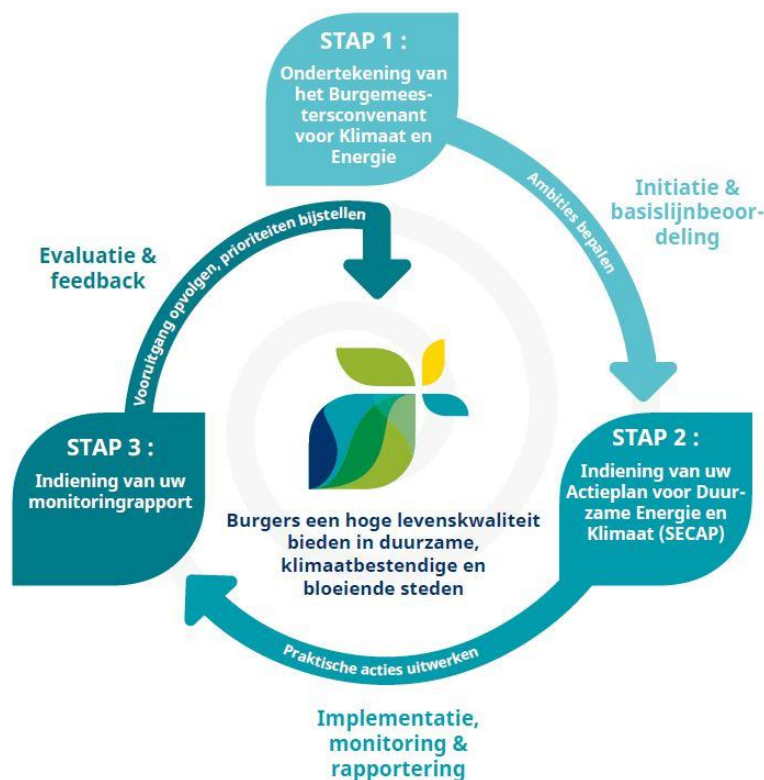 STAP 1 :
Ondertekening van
het Burgemees-
tersconvenant
voor Klimaat en
Energie
Ambities bepalen
Initiatie &
basislijnbeoor-
deling
STAP 2 :
Indiening van uw
Actieplan voor Duur-
zame Energie en
Klimaat (SECAP)
Praktische acties uitwerken
Implementatie,
monitoring &
rapportering
STAP 3 :
Indiening van uw
monitoringrapport
Vooruitgang opvolgen, prioriteiten bijstellen
Evaluatie &
feedback
Burgers een hoge levenskwaliteit
bieden in duurzame,
klimaatbestendige en
bloeiende steden